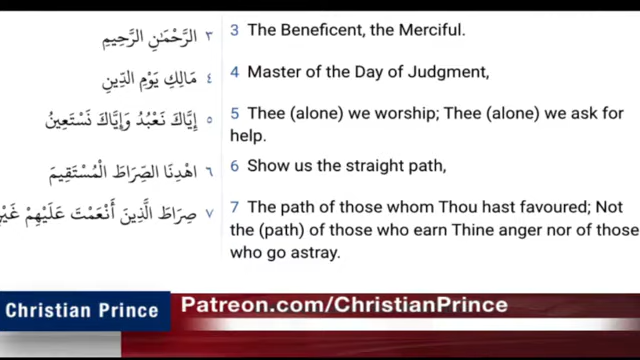 الرَّحْمَـٰنِ الرَّحِيمِ ٣ 3 The Beneficent, the Merciful.
مَالِكِ يَوْمِ الدِّينِ ٤ 4 Master of the Day of Judgment,
إِيَّاكَ نَعْبُدُ وَإِيَّاكَ نَسْتَعِينُ ٥ 5 Thee (alone) we worship; Thee (alone) we ask for
help.
اهْدِنَا الصِّرَاطَ الْمُسْتَقِيمَ ٦ 6 Show us the straight path,
صِرَاطَ الَّذِينَ أَنْعَمْتَ عَلَيْهِمْ ٧ 7 The path of those whom Thou hast favoured; Not
the (path) of those who earn Thine anger nor of those
who go astray.
Christian Prince Patreon.com/ChristianPrince